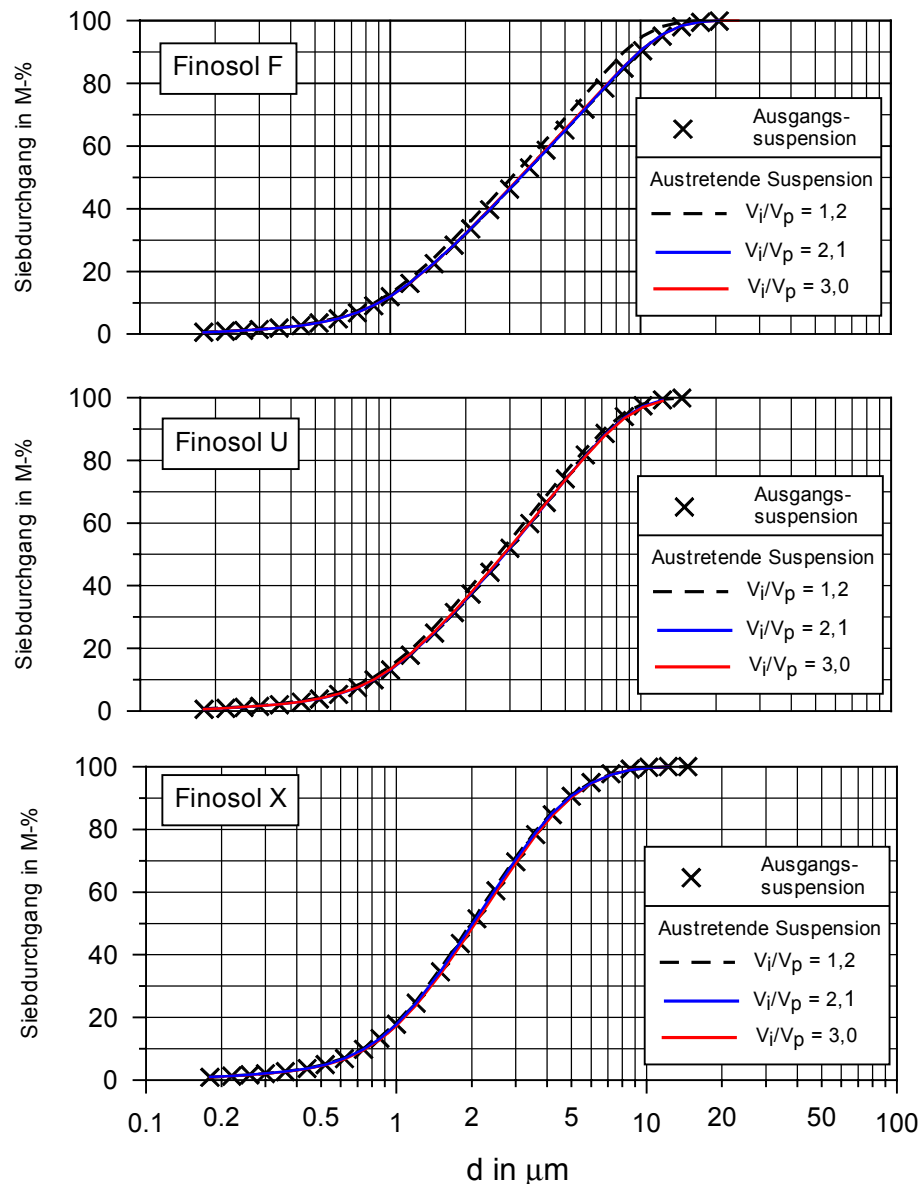 Siebdurchgang in M-%
100
80
60
40
20
0
Finosol F
Ausgangs-
suspension
Austretende Suspension
Vi/Vp = 1,2
Vi/Vp = 2,1
Vi/Vp = 3,0
Siebdurchgang in M-%
100
80
60
40
20
0
Finosol U
Ausgangs-
suspension
Austretende Suspension
Vi/Vp = 1,2
Vi/Vp = 2,1
Vi/Vp = 3,0
Siebdurchgang in M-%
100
80
60
40
20
0
Finosol X
Ausgangs-
suspension
Austretende Suspension
Vi/Vp = 1,2
Vi/Vp = 2,1
Vi/Vp = 3,0
0.1 0.2 0.5 1 2 5 10 20 50 100
d in μm